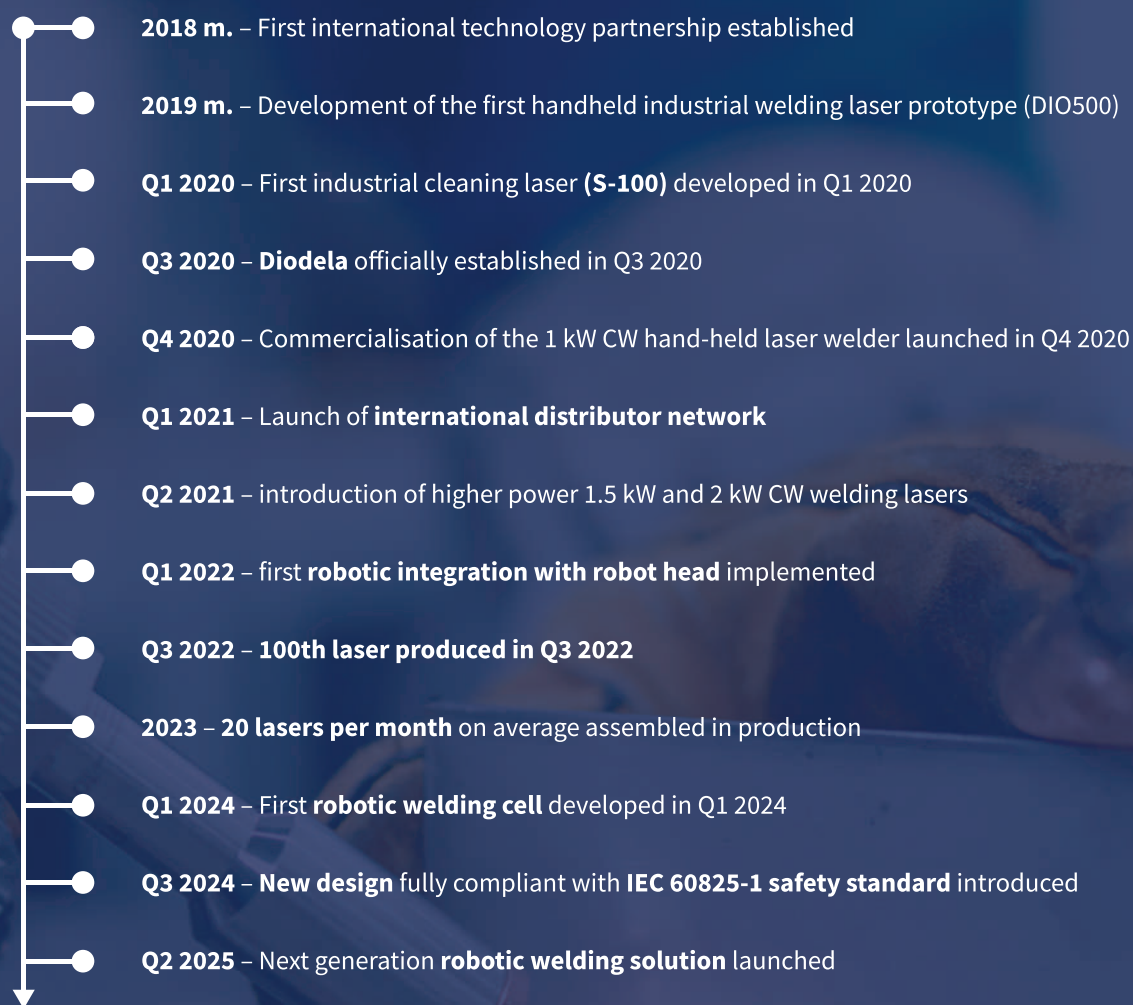 2018 m. – First international technology partnership established
2019 m. – Development of the first handheld industrial welding laser prototype (DIO500)
Q1 2020 – First industrial cleaning laser (S-100) developed in Q1 2020
Q3 2020 – Diodela officially established in Q3 2020
Q4 2020 – Commercialisation of the 1 kW CW hand-held laser welder launched in Q4 2020
Q1 2021 – Launch of international distributor network
Q2 2021 – introduction of higher power 1.5 kW and 2 kW CW welding lasers
Q1 2022 – first robotic integration with robot head implemented
Q3 2022 – 100th laser produced in Q3 2022
2023 – 20 lasers per month on average assembled in production
Q1 2024 – First robotic welding cell developed in Q1 2024
Q3 2024 – New design fully compliant with IEC 60825-1 safety standard introduced
Q2 2025 – Next generation robotic welding solution launched